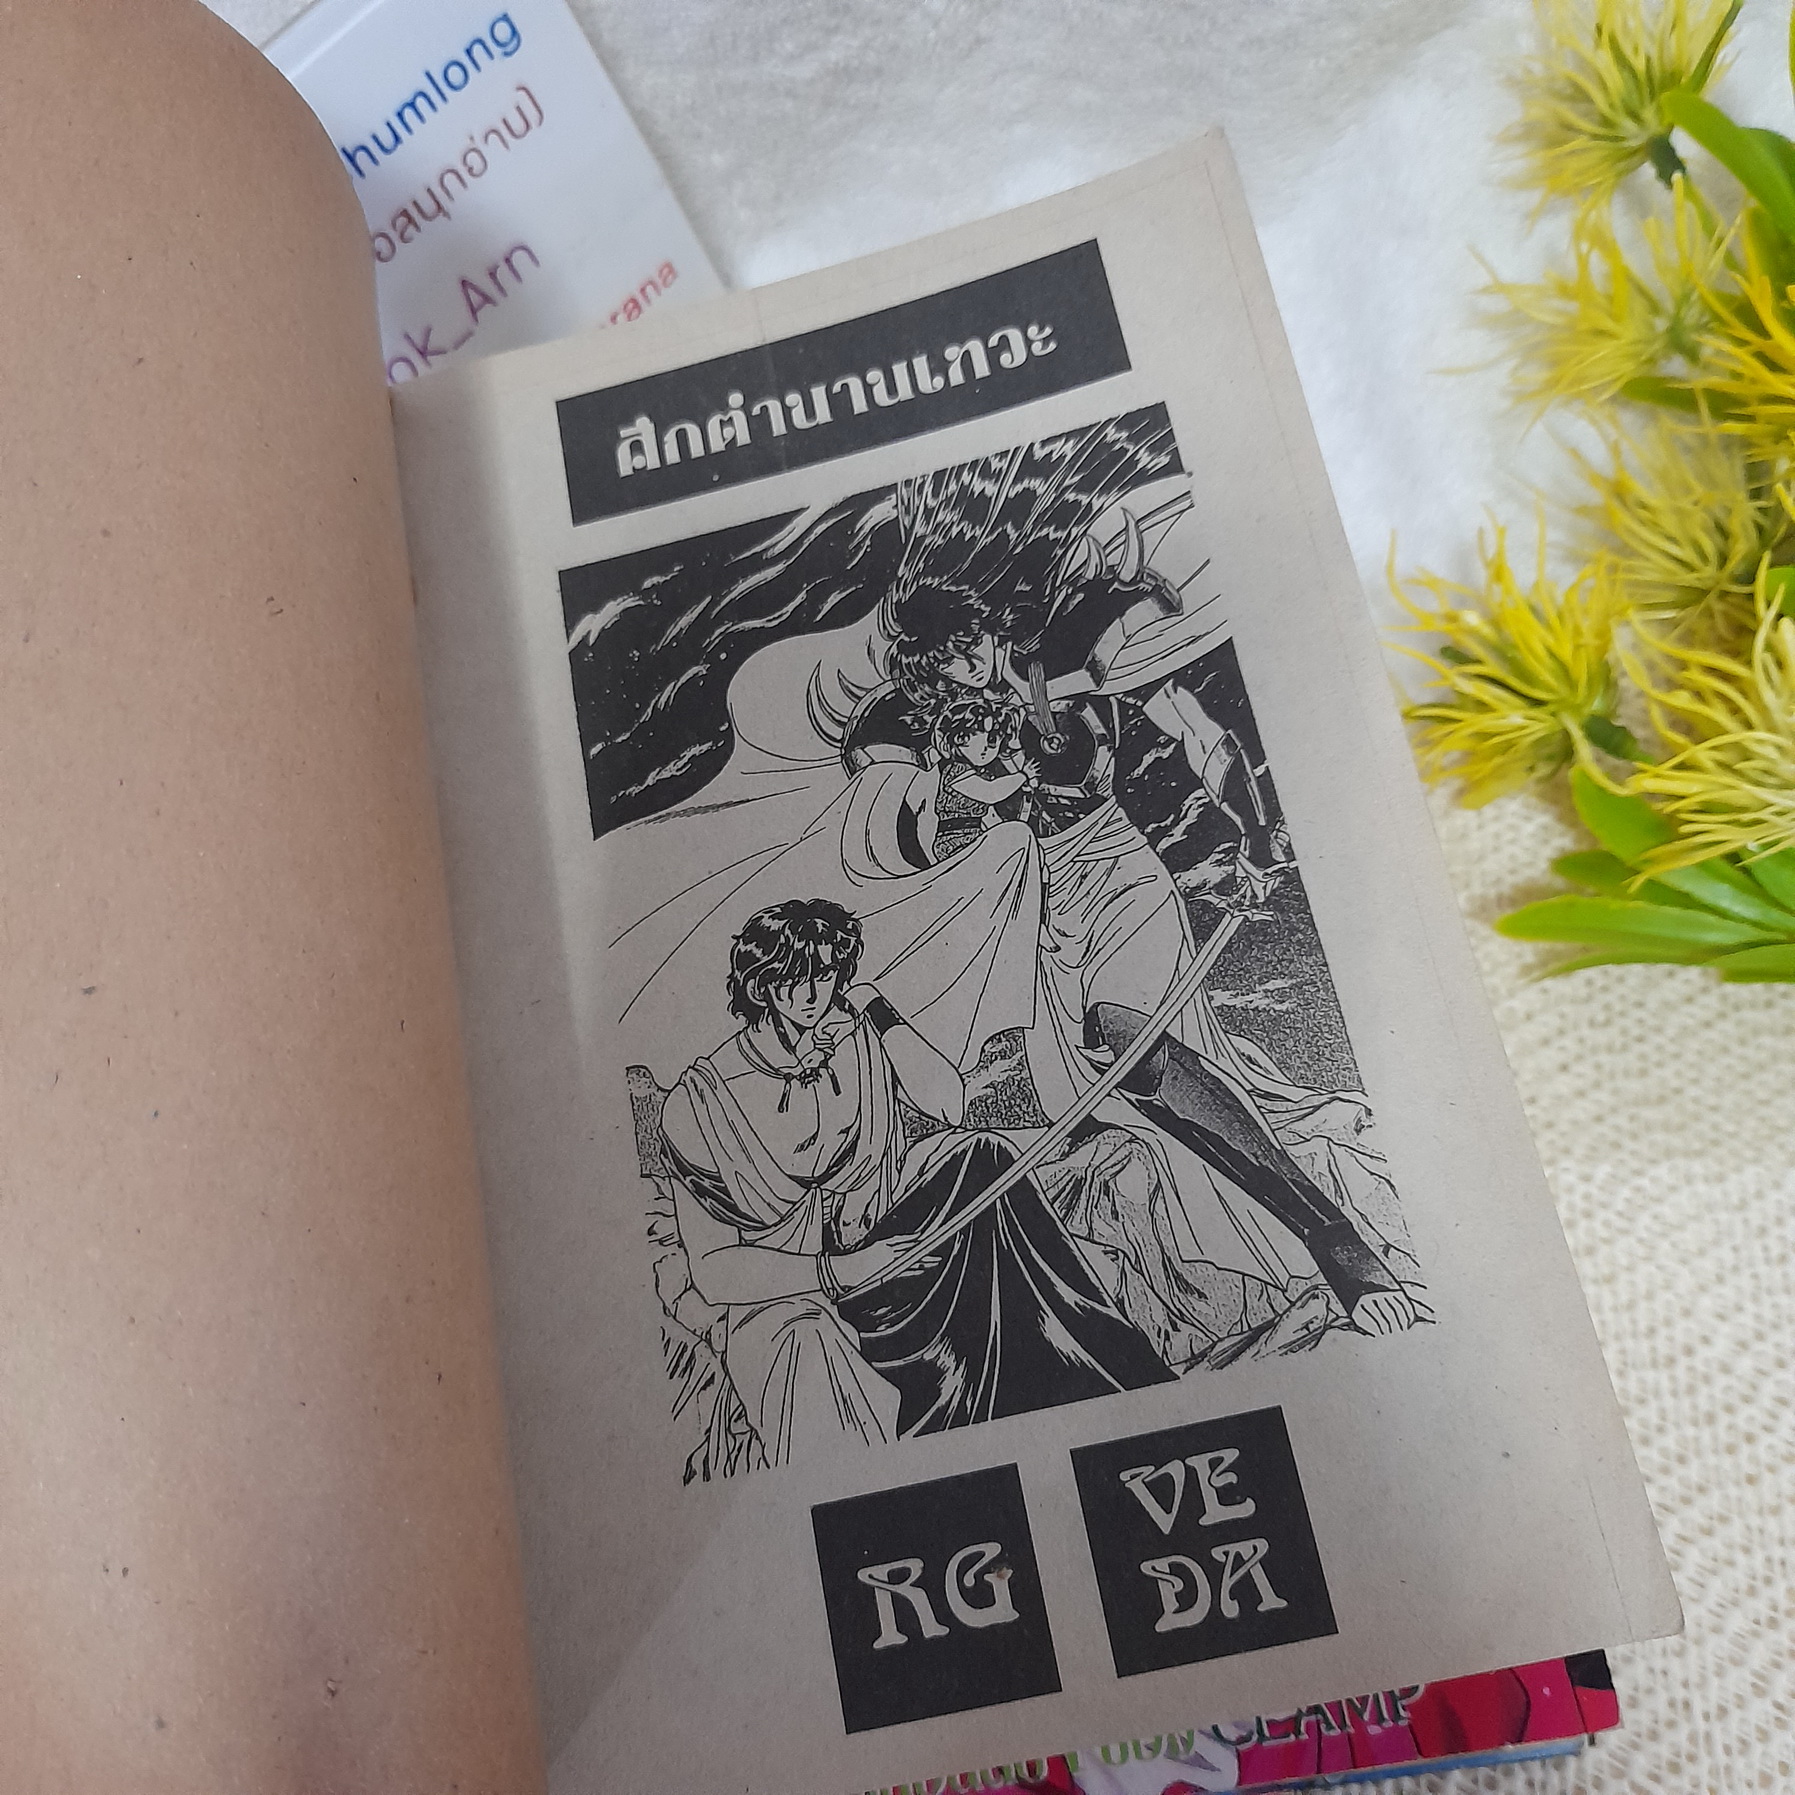 humlong
อสนุกอ่าน)
ok_Arn
rana
ศึกตำนานเทวะ
RG
VE
DA
CLAMP